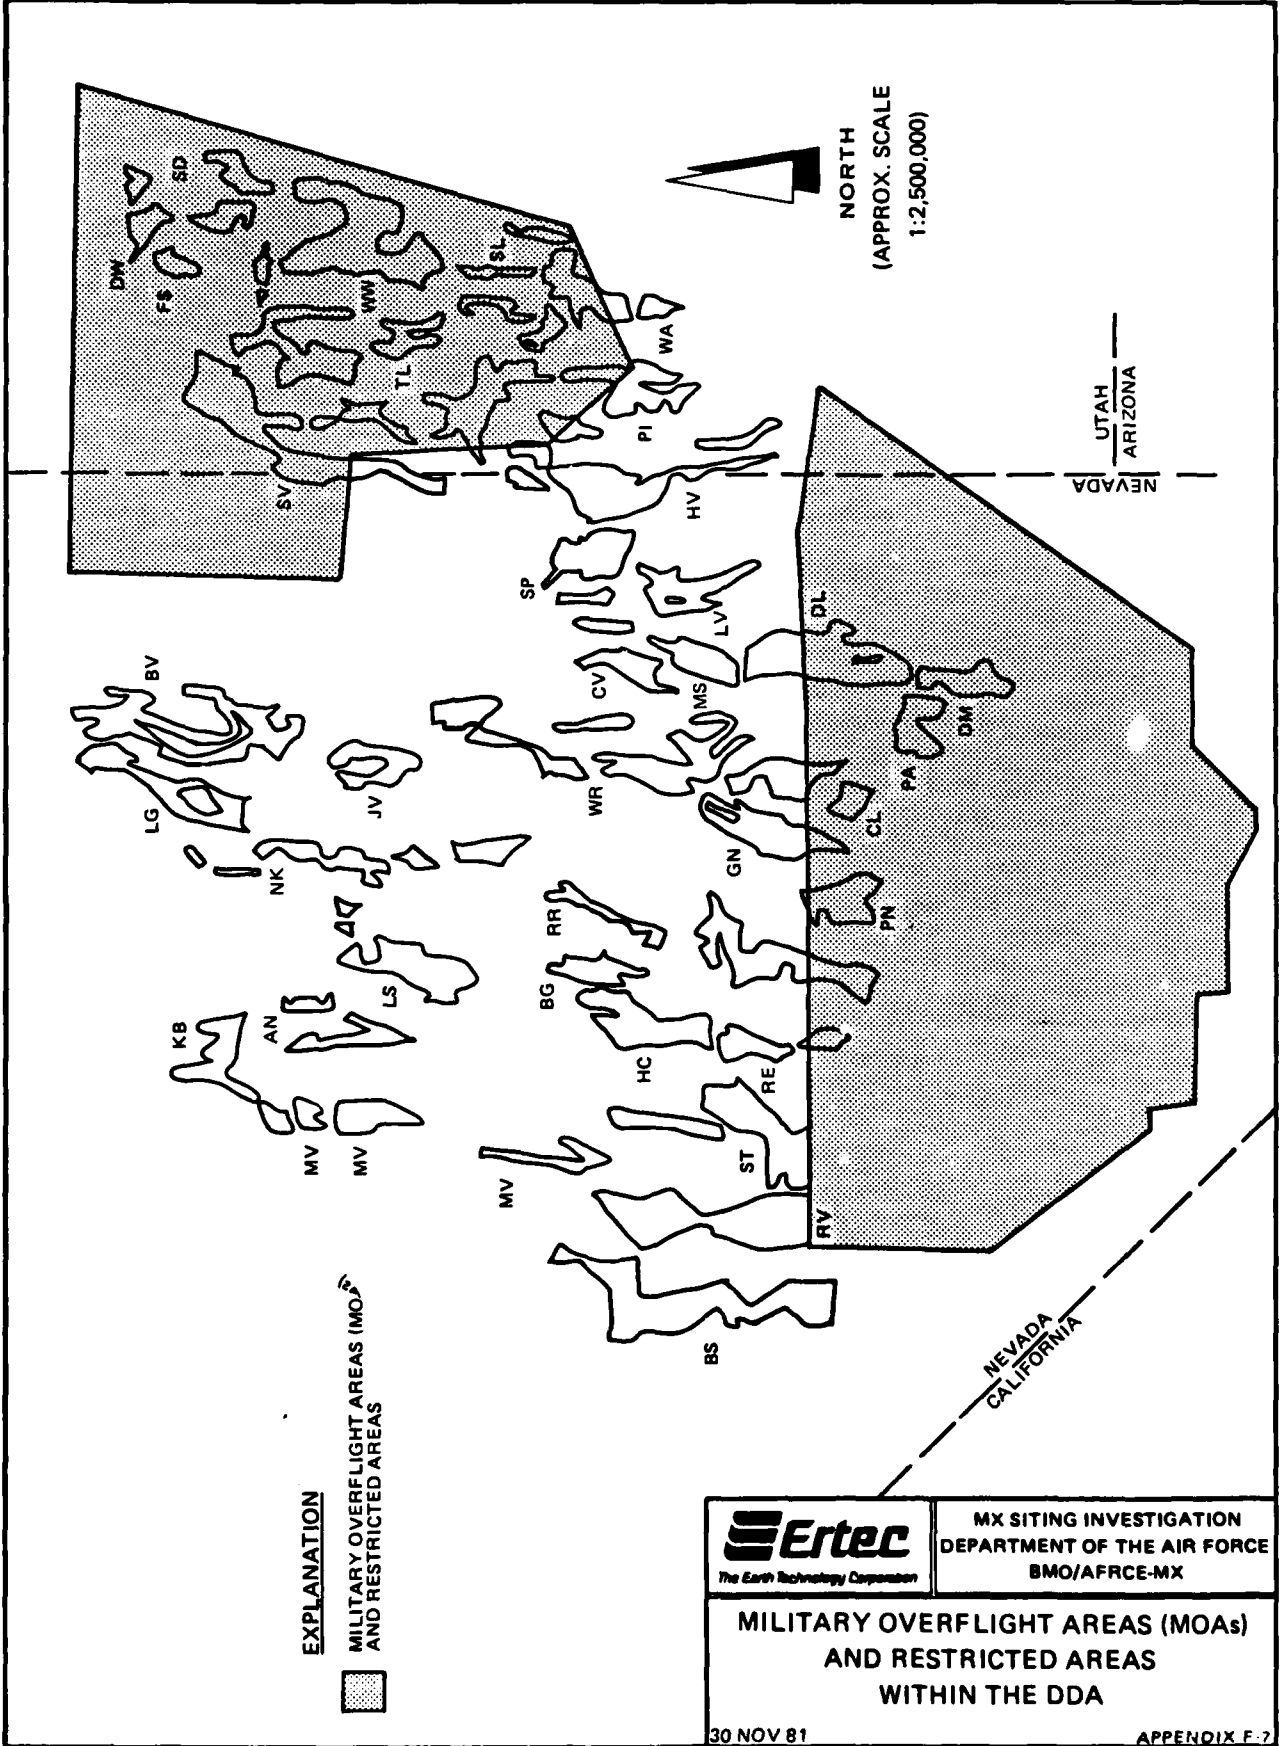 DW
SD
FS
WW
SL
TL
WA
SV
PI
HV
NORTH
(APPROX. SCALE
1:2,500,000)
UTAH
ARIZONA
NEVADA
SP
LV
DL
BV
CV
MS
DM
PA
LG
JV
WR
CL
GN
NK
RR
PN
BG
LS
KB
AN
HC
RE
MV
MV
MV
ST
RV
BS
NEVADA
CALIFORNIA
EXPLANATION
MILITARY OVERFLIGHT AREAS (MOA
AND RESTRICTED AREAS
Ertec
The Earth Technology Corporation
MX SITING INVESTIGATION
DEPARTMENT OF THE AIR FORCE
BMO/AFRCE-MX
MILITARY OVERFLIGHT AREAS (MOAs)
AND RESTRICTED AREAS
WITHIN THE DDA
30 NOV 81
APPENDIX F-7